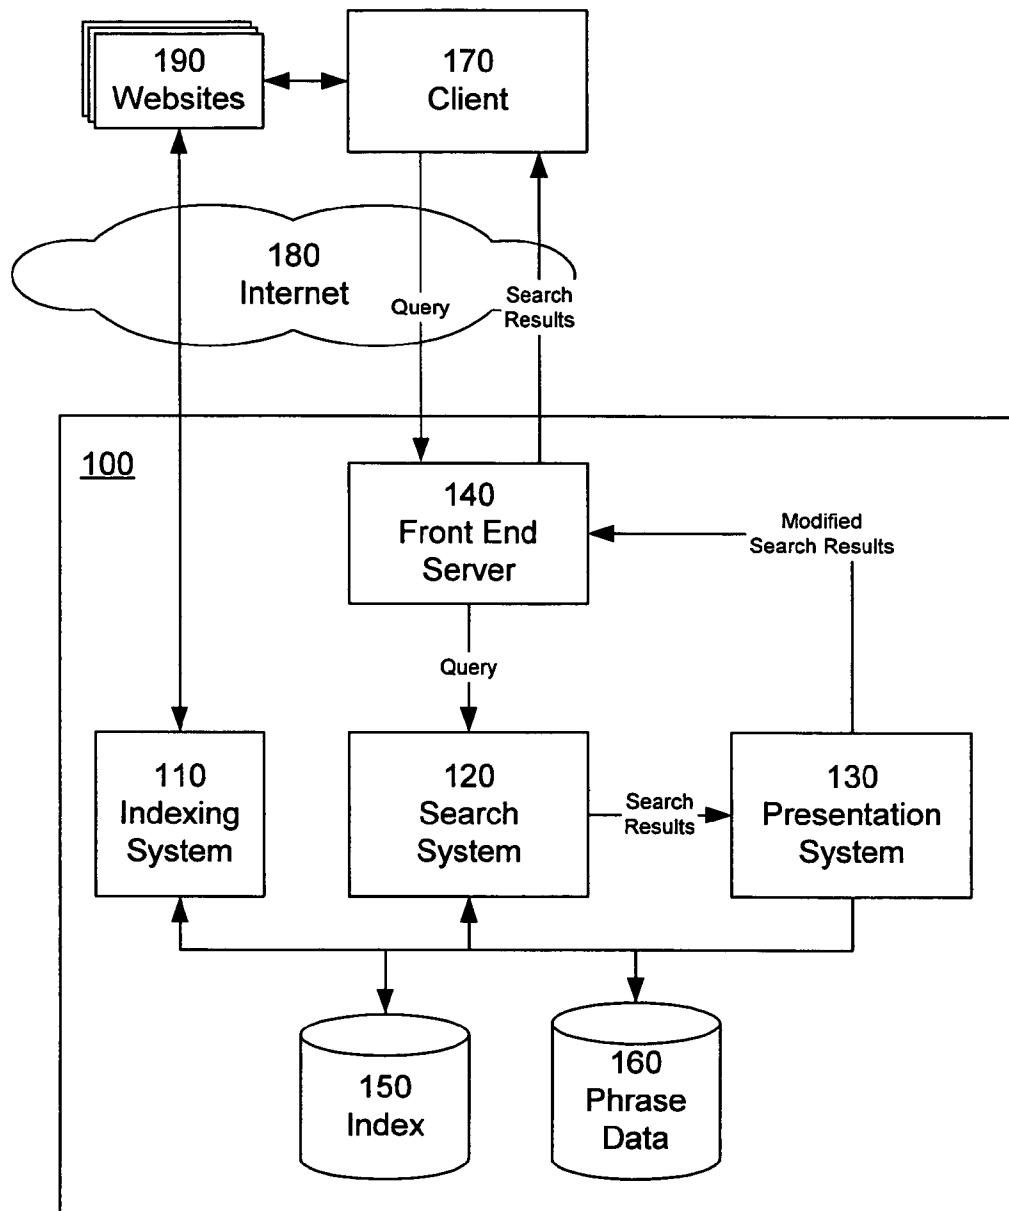 190
Websites
170
Client
180
Internet
Query
Search
Results
100
140
Front End
Server
Modified
Search Results
Query
110
Indexing
System
120
Search
System
Search
Results
130
Presentation
System
150
Index
160
Phrase
Data